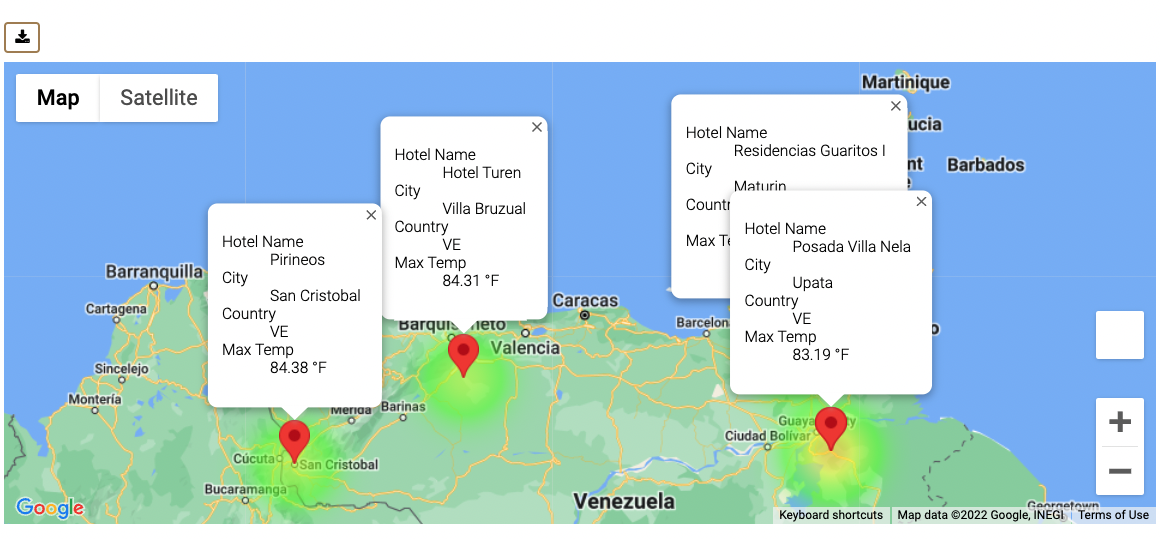 Map
Satellite
Martinique
ucia
nt
Barbados
Hotel Name
Residencias Guaritos I
City
Maturin
Countr
Max Te
Hotel Name
Hotel Turen
City
Villa Bruzual
Country
VE
Max Temp
84.31 °F
Hotel Name
Posada Villa Nela
City
Upata
Country
VE
Max Temp
83.19 °F
Hotel Name
Pirineos
City
San Cristobal
Country
VE
Max Temp
84.38 °F
Barranquilla
Cartagena
Caracas
Barcelon
Valencia
Sincelejo
Montería
Mérida
Barinas
Ciudad Bolívar
Cúcuta
San Cristobal
Bucaramanga
Venezuela
Georgetown
Google
Keyboard shortcuts
Map data ©2022 Google, INEGI
Terms of Use